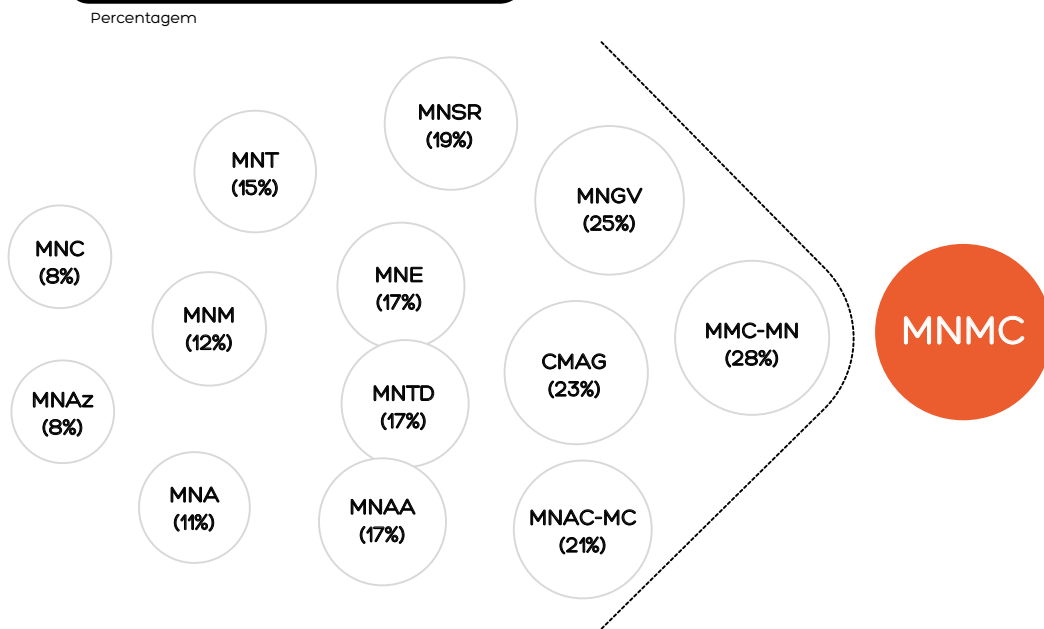 Percentagem
MNSR
(19%)
MNT
(15%)
MNGV
(25%)
MNC
(8%)
MNE
(17%)
MNM
(12%)
MMC-MN
(28%)
MNMC
CMAG
(23%)
MNAz
(8%)
MNTD
(17%)
MNA
(11%)
MNAA
(17%)
MNAC-MC
(21%)